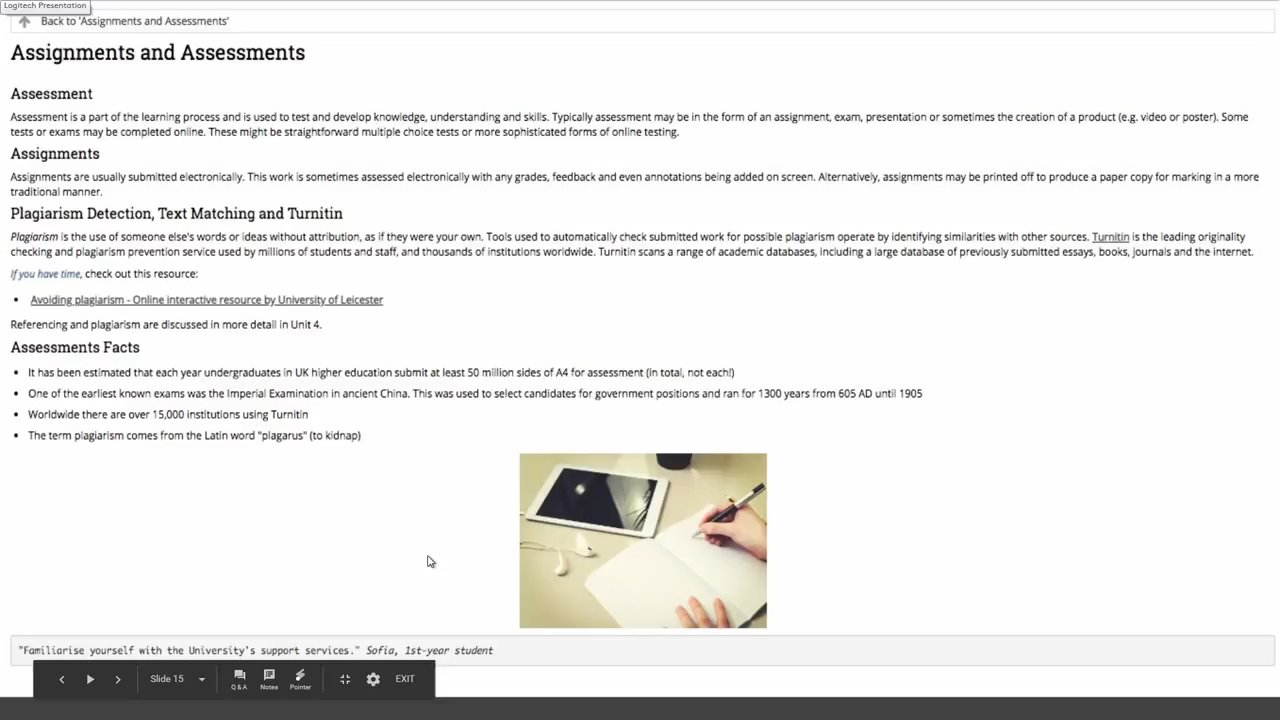 Logitech Presentation
Back to 'Assignments and Assessments'
Assignments and Assessments
Assessment
Assessment is a part of the learning process and is used to test and develop knowledge, understanding and skills. Typically assessment may be in the form of an assignment, exam, presentation or sometimes the creation of a product (e.g. video or poster). Some
tests or exams may be completed online. These might be straightforward multiple choice tests or more sophisticated forms of online testing.
Assignments
Assignments are usually submitted electronically. This work is sometimes assessed electronically with any grades, feedback and even annotations being added on screen. Alternatively, assignments may be printed off to produce a paper copy for marking in a more
traditional manner.
Plagiarism Detection, Text Matching and Turnitin
Plagiarism is the use of someone else's words or ideas without attribution, as if they were your own. Tools used to automatically check submitted work for possible plagiarism operate by identifying similarities with other sources. Turnitin is the leading originality
checking and plagiarism prevention service used by millions of students and staff, and thousands of institutions worldwide. Turnitin scans a range of academic databases, including a large database of previously submitted essays, books, journals and the internet.
If you have time, check out this resource:
• Avoiding plagiarism - Online interactive resource by University of Leicester
Referencing and plagiarism are discussed in more detail in Unit 4.
Assessments Facts
• It has been estimated that each year undergraduates in UK higher education submit at least 50 million sides of A4 for assessment (in total, not each!)
• One of the earliest known exams was the Imperial Examination in ancient China. This was used to select candidates for government positions and ran for 1300 years from 605 AD until 1905
• Worldwide there are over 15,000 institutions using Turnitin
• The term plagiarism comes from the Latin word "plagarus" (to kidnap)
"Familiarise yourself with the University's support services." Sofia, 1st-year student
Slide 15
Q & A
Notes
Pointer
EXIT